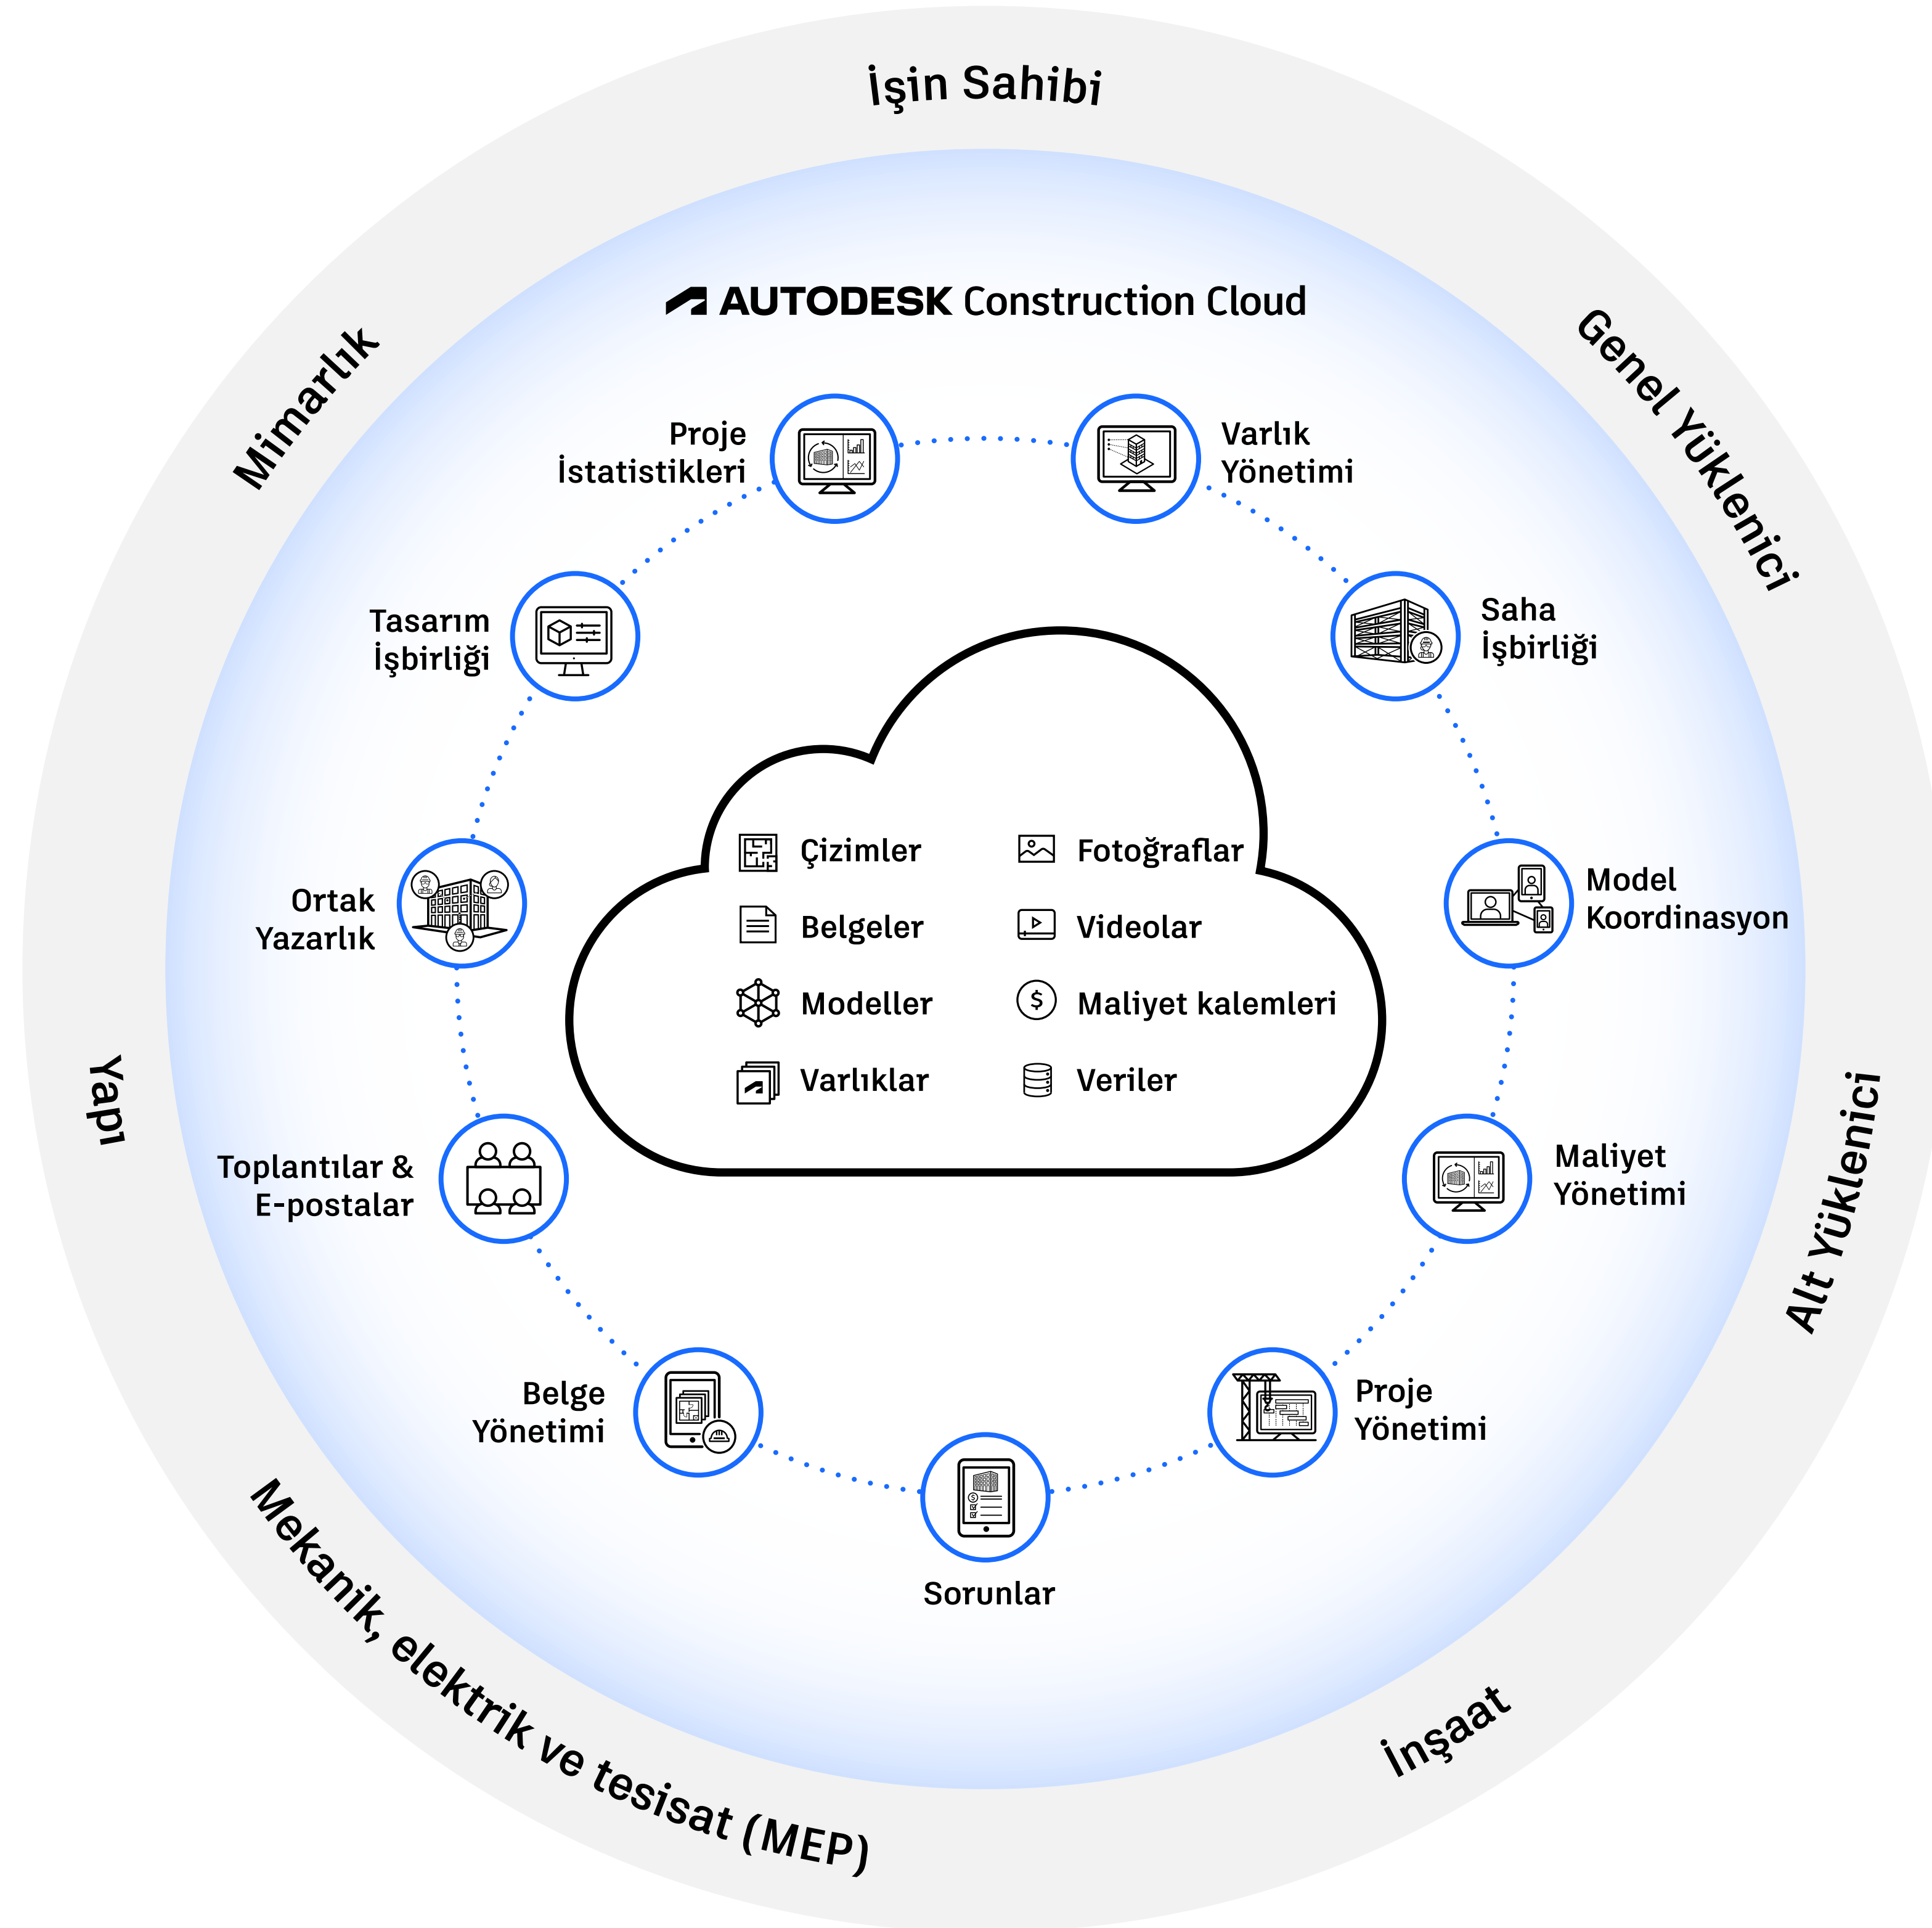 İşin Sahibi
Mimarlık
Genel Yüklenici
AUTODESK Construction Cloud
Proje
İstatistikleri
Varlık
Yönetimi
Tasarım
İşbirliği
Saha
İşbirliği
Ortak
Yazarlık
Model
Koordinasyon
Çizimler
Fotoğraflar
Belgeler
Videolar
Modeller
Maliyet kalemleri
Varlıklar
Veriler
Yapı
Alt Yüklenici
Toplantılar &
E-postalar
Maliyet
Yönetimi
Belge
Yönetimi
Proje
Yönetimi
Sorunlar
Mekanik, elektrik ve tesisat (MEP)
İnşaat